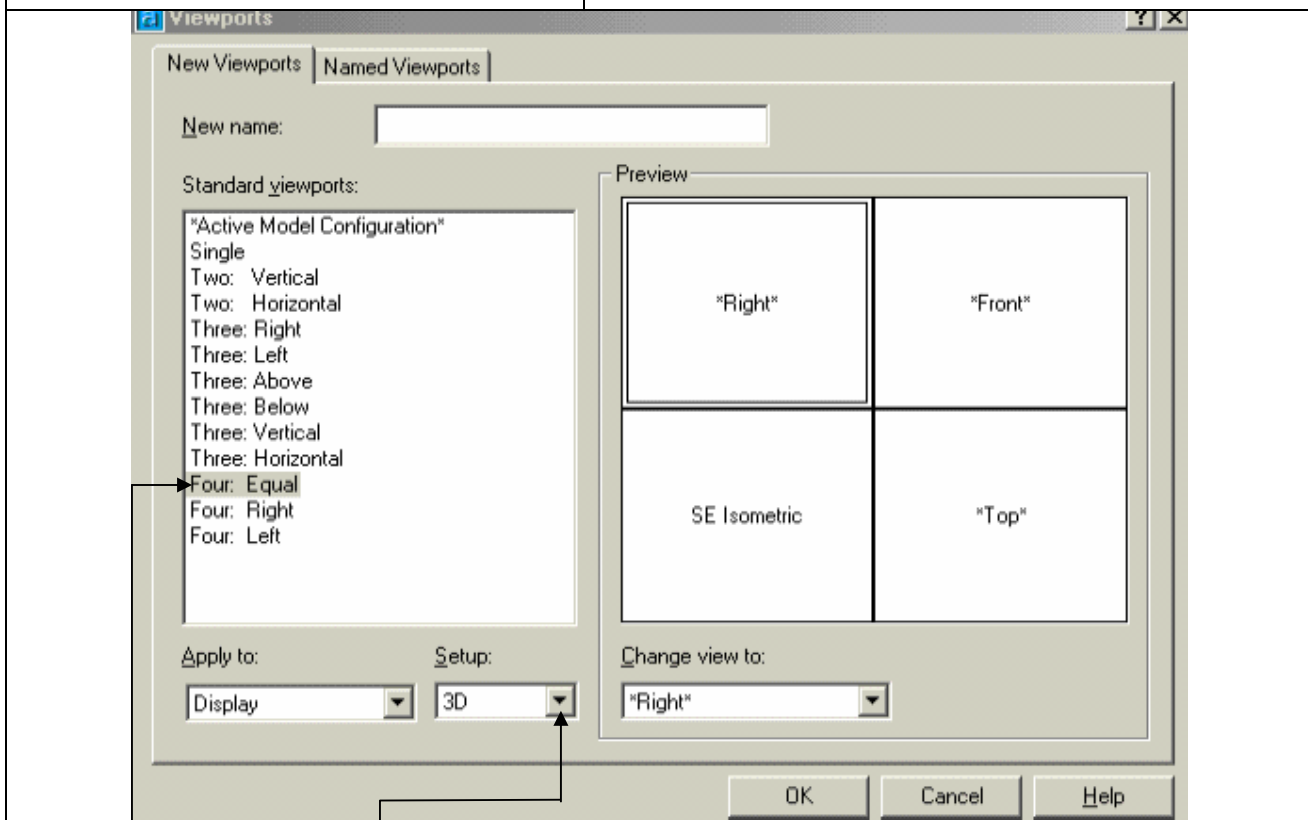 Viewports
New Viewports
Named Viewports
New name:
Standard viewports:
*Active Model Configuration*
Single
Two: Vertical
Two: Horizontal
Three: Right
Three: Left
Three: Above
Three: Below
Three: Vertical
Three: Horizontal
Four: Equal
Four: Right
Four: Left
Apply to:
Display
Setup:
3D
Preview
*Right*
*Front*
SE Isometric
*Top*
Change view to:
*Right*
OK
Cancel
Help